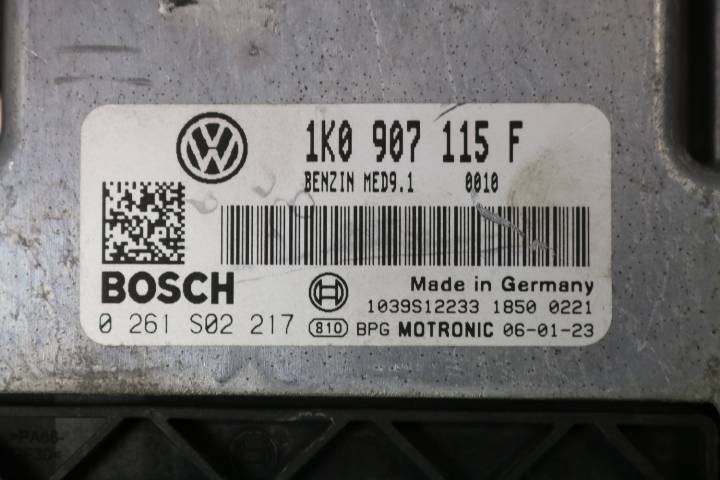 1K0 907 115 F
BENZIN MED9.1 0010
BOSCH
Made in Germany
1039S12233 1850 0221
0 261 S02 217 810 BPG MOTRONIC 06-01-23